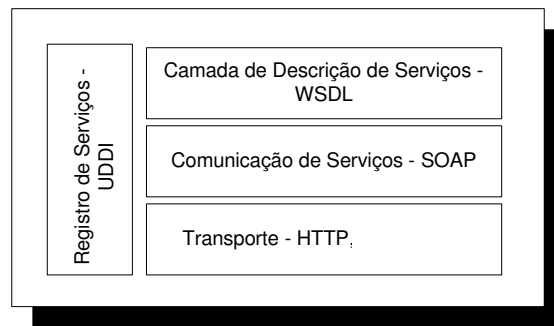 Registro de Serviços -
UDDI
Camada de Descrição de Serviços -
WSDL
Comunicação de Serviços - SOAP
Transporte - HTTP,